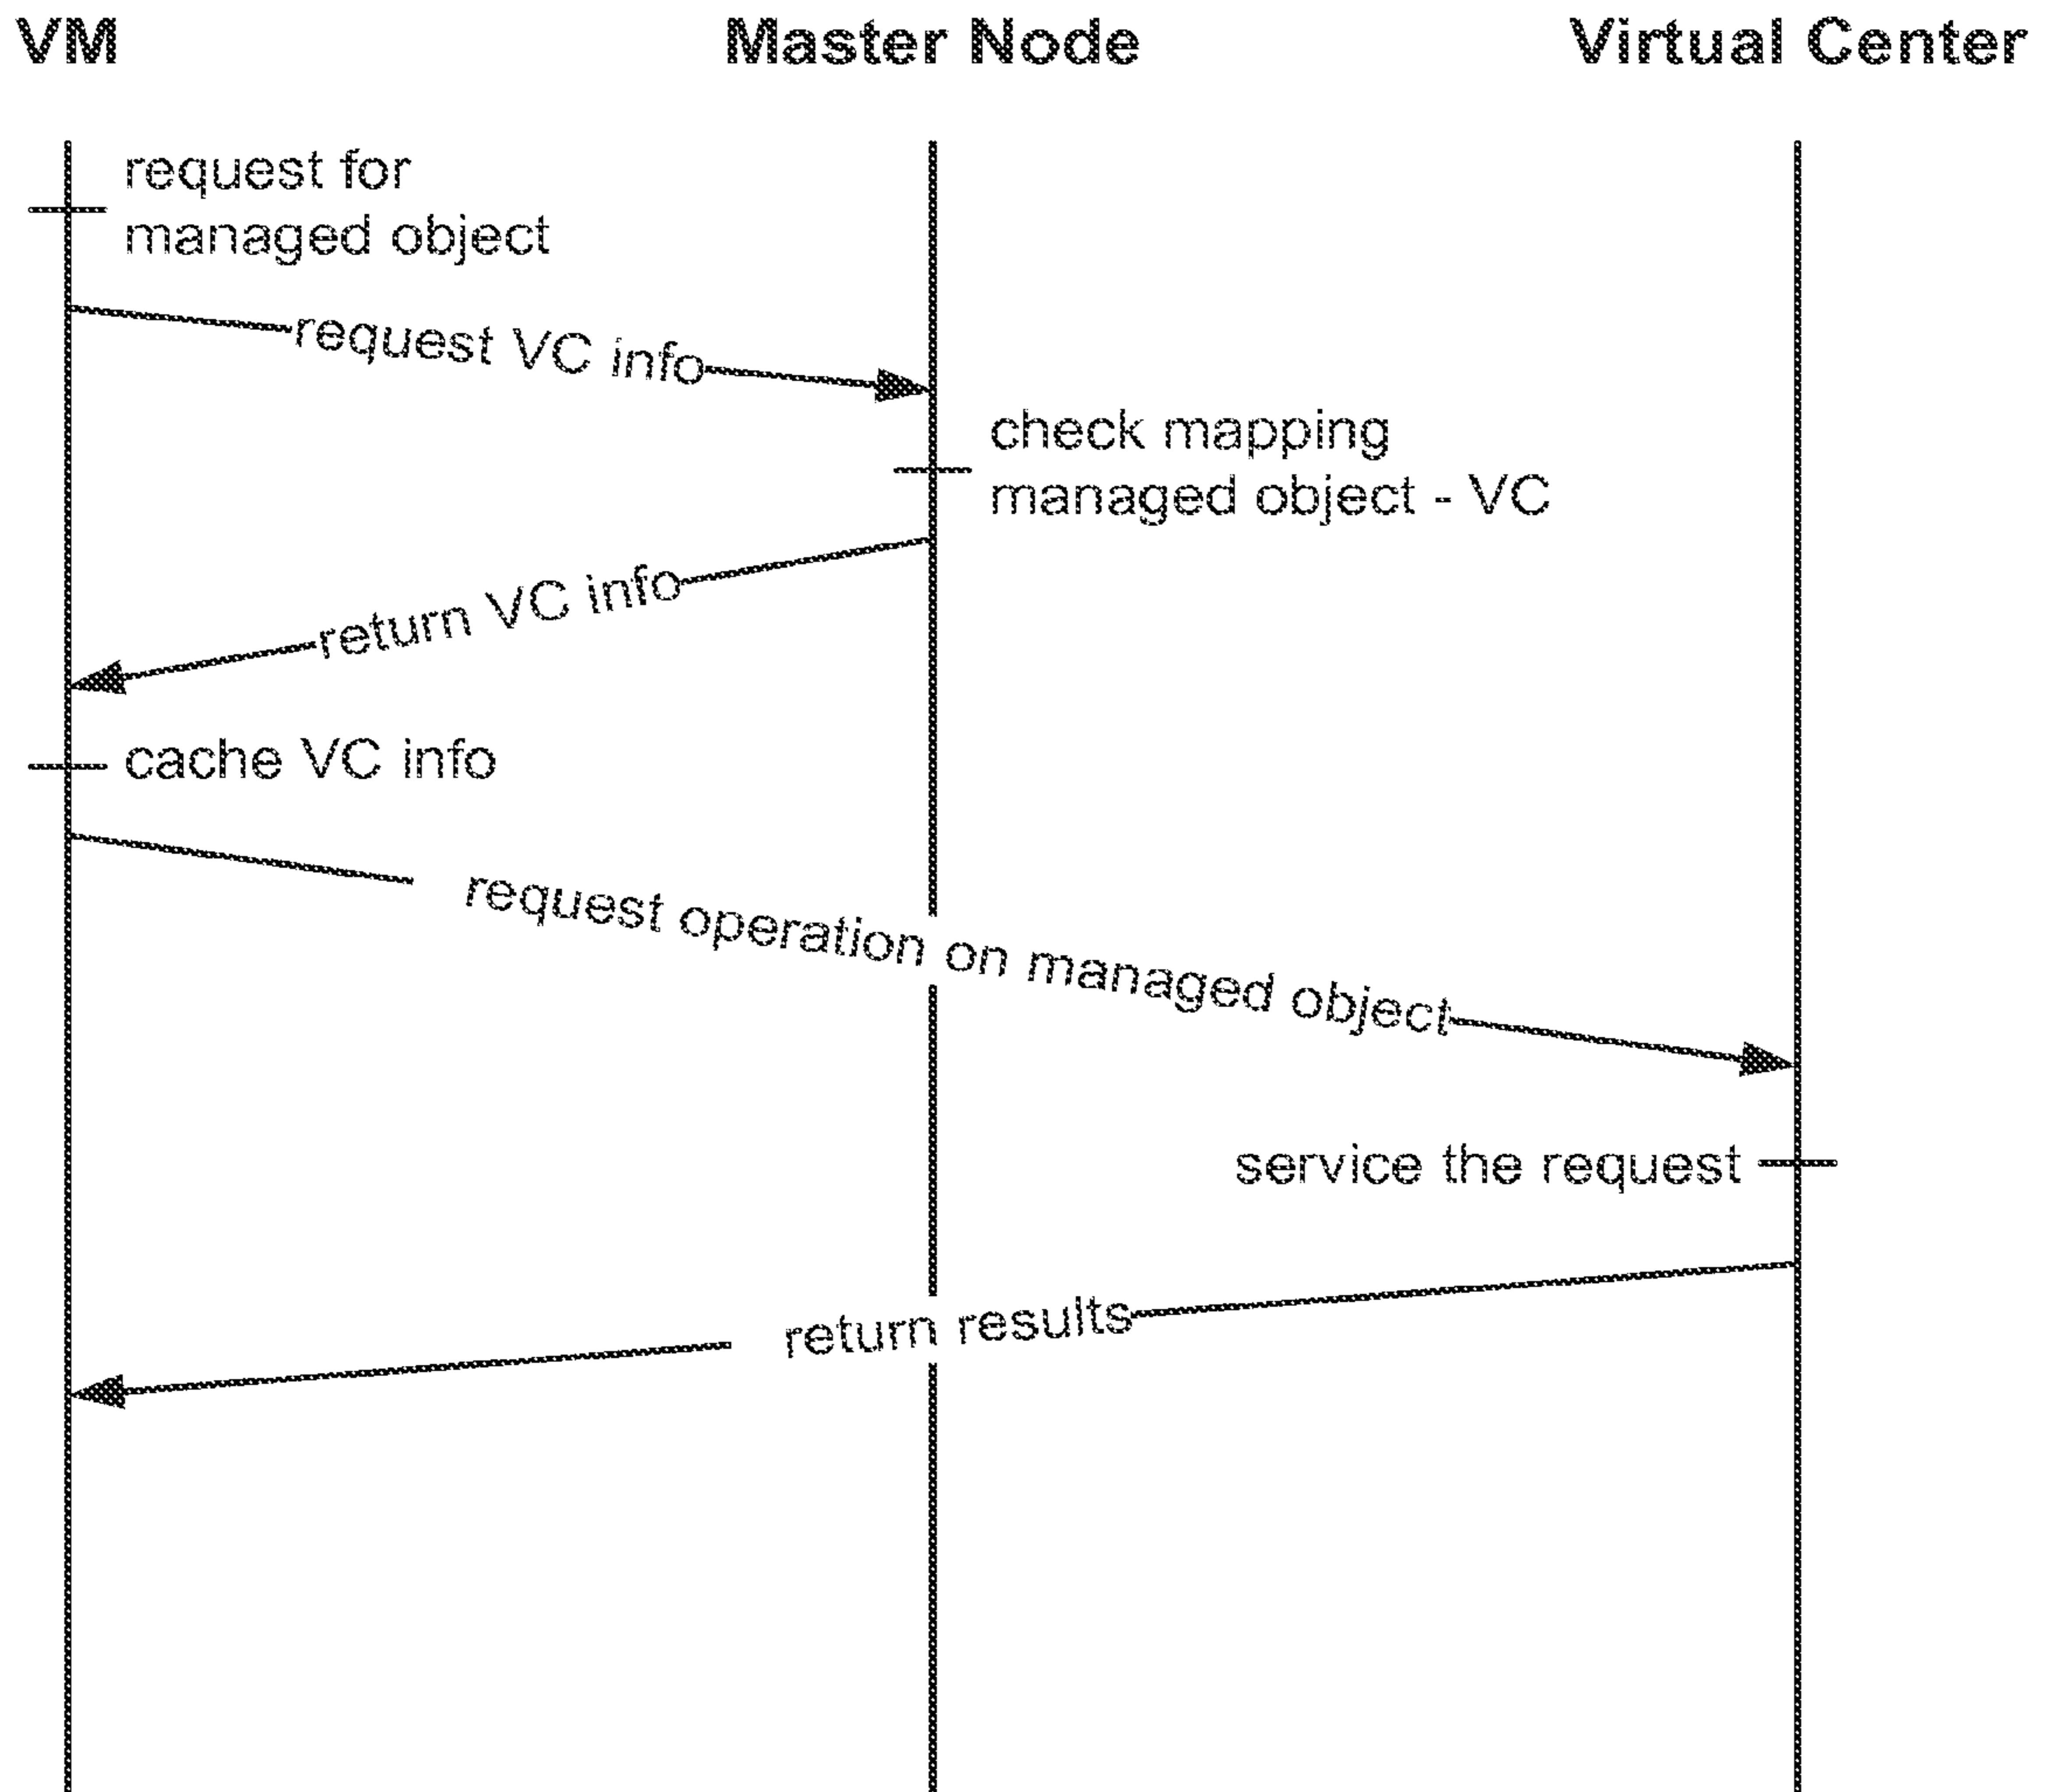 VM
Master Node
Virtual Center
request for
managed object
request VC info
check mapping
managed object - VC
return VC info
cache VC info
request operation on managed object
service the request
return results